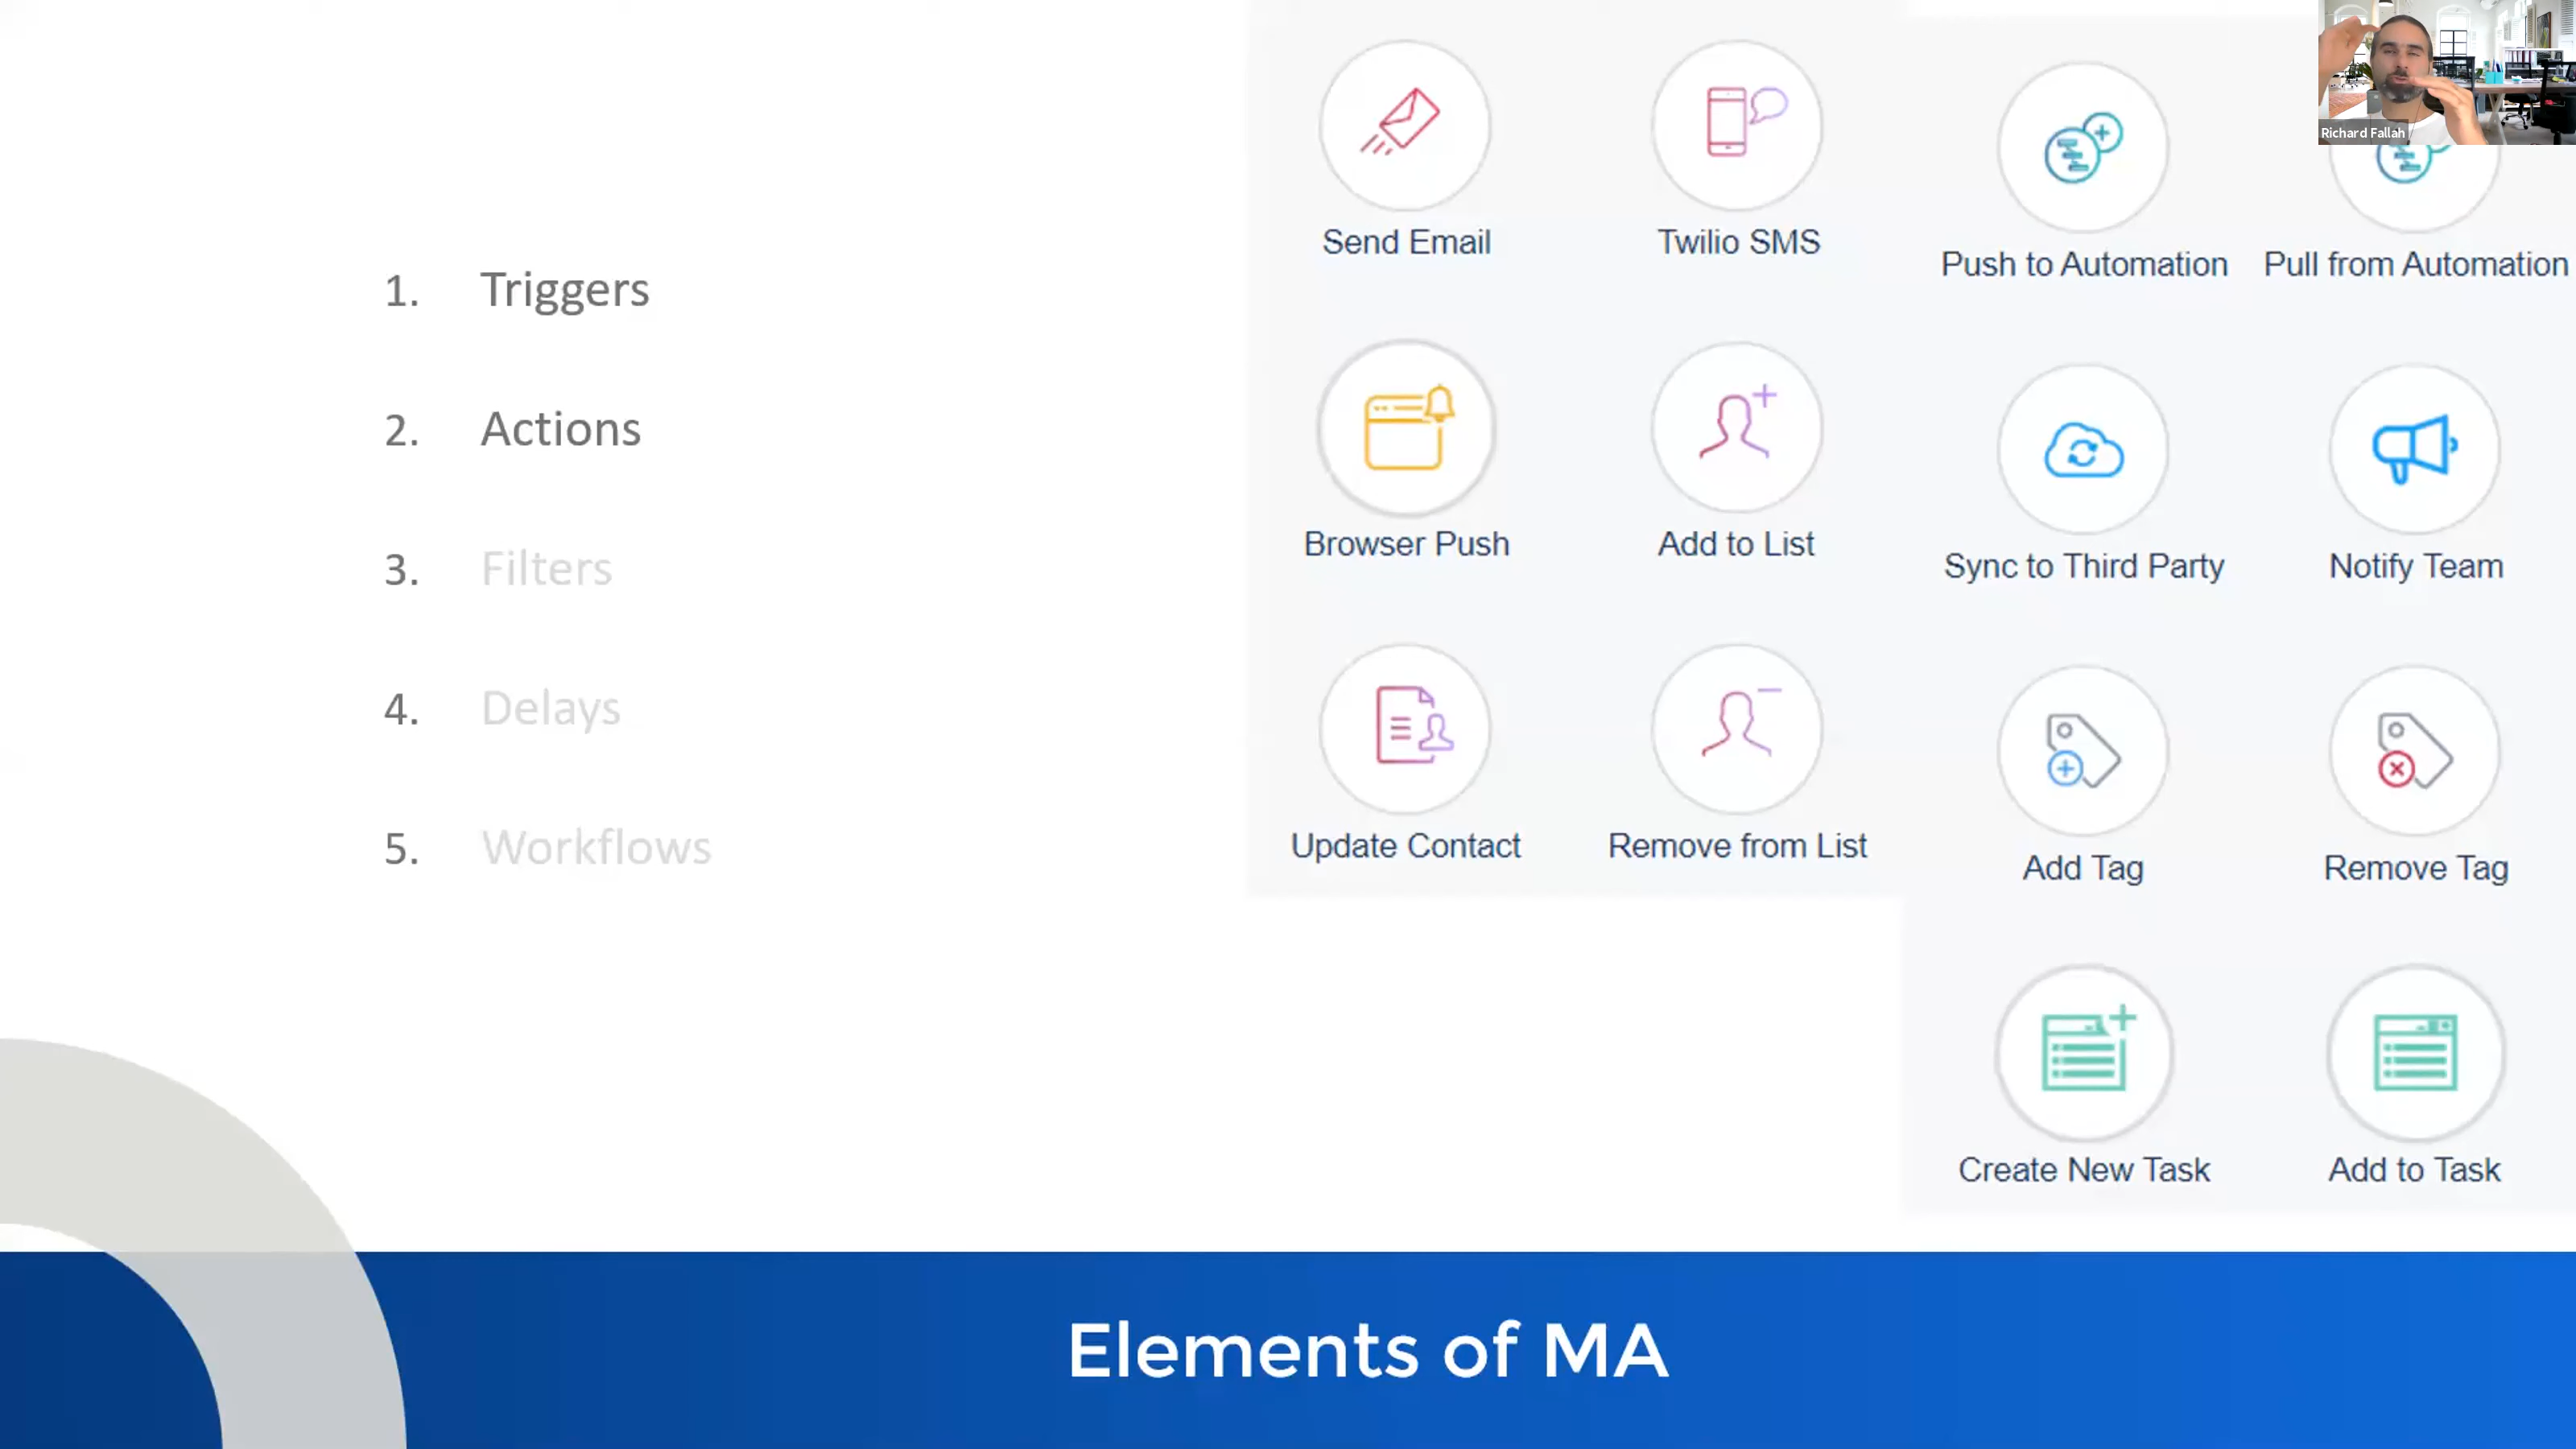 Richard Fallah
1. Triggers
2. Actions
3. Filters
4. Delays
5. Workflows
Send Email
Twilio SMS
Push to Automation
Pull from Automation
Browser Push
Add to List
Sync to Third Party
Notify Team
Update Contact
Remove from List
Add Tag
Remove Tag
Create New Task
Add to Task
Elements of MA